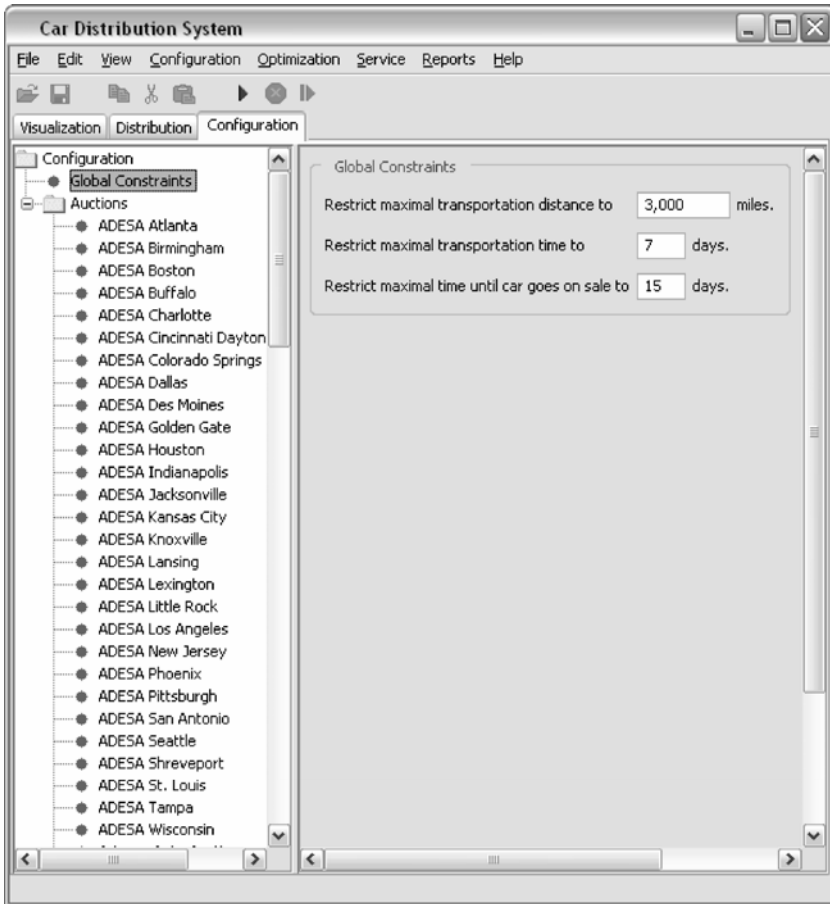 Car Distribution System
File Edit View Configuration Optimization Service Reports Help
Visualization Distribution Configuration
Configuration
Global Constraints
Auctions
ADESA Atlanta
ADESA Birmingham
ADESA Boston
ADESA Buffalo
ADESA Charlotte
ADESA Cincinnati Dayton
ADESA Colorado Springs
ADESA Dallas
ADESA Des Moines
ADESA Golden Gate
ADESA Houston
ADESA Indianapolis
ADESA Jacksonville
ADESA Kansas City
ADESA Knoxville
ADESA Lansing
ADESA Lexington
ADESA Little Rock
ADESA Los Angeles
ADESA New Jersey
ADESA Phoenix
ADESA Pittsburgh
ADESA San Antonio
ADESA Seattle
ADESA Shreveport
ADESA St. Louis
ADESA Tampa
ADESA Wisconsin
Global Constraints
Restrict maximal transportation distance to 3,000 miles.
Restrict maximal transportation time to 7 days.
Restrict maximal time until car goes on sale to 15 days.